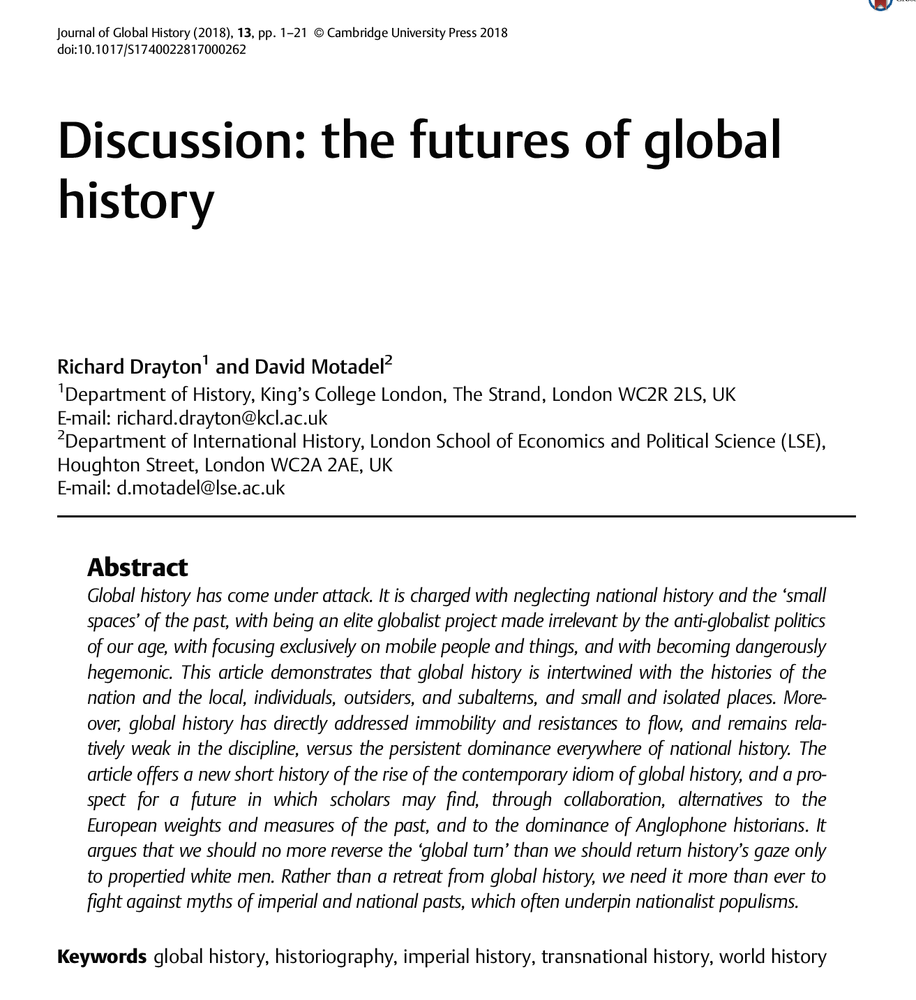 Journal of Global History (2018), 13, pp. 1–21 © Cambridge University Press 2018
doi:10.1017/S1740022817000262
Discussion: the futures of global
history
Richard Drayton1 and David Motadel2
1Department of History, King’s College London, The Strand, London WC2R 2LS, UK
E-mail: richard.drayton@kcl.ac.uk
2Department of International History, London School of Economics and Political Science (LSE),
Houghton Street, London WC2A 2AE, UK
E-mail: d.motadel@lse.ac.uk
Abstract
Global history has come under attack. It is charged with neglecting national history and the ‘small
spaces’ of the past, with being an elite globalist project made irrelevant by the anti-globalist politics
of our age, with focusing exclusively on mobile people and things, and with becoming dangerously
hegemonic. This article demonstrates that global history is intertwined with the histories of the
nation and the local, individuals, outsiders, and subalterns, and small and isolated places. More-
over, global history has directly addressed immobility and resistances to flow, and remains rela-
tively weak in the discipline, versus the persistent dominance everywhere of national history. The
article offers a new short history of the rise of the contemporary idiom of global history, and a pro-
spect for a future in which scholars may find, through collaboration, alternatives to the
European weights and measures of the past, and to the dominance of Anglophone historians. It
argues that we should no more reverse the ‘global turn’ than we should return history’s gaze only
to propertied white men. Rather than a retreat from global history, we need it more than ever to
fight against myths of imperial and national pasts, which often underpin nationalist populisms.
Keywords global history, historiography, imperial history, transnational history, world history